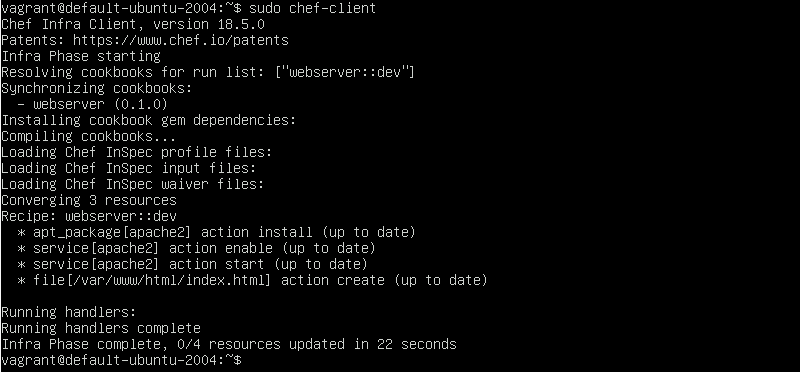 vagrant@default-ubuntu-2004:~$ sudo chef-client
Chef Infra Client, version 18.5.0
Patents: https://www.chef.io/patents
Infra Phase starting
Resolving cookbooks for run list: ["webserver::dev"]
Synchronizing cookbooks:
  - webserver (0.1.0)
Installing cookbook gem dependencies:
Compiling cookbooks...
Loading Chef InSpec profile files:
Loading Chef InSpec input files:
Loading Chef InSpec waiver files:
Converging 3 resources
Recipe: webserver::dev
  * apt_package[apache2] action install (up to date)
  * service[apache2] action enable (up to date)
  * service[apache2] action start (up to date)
  * file[/var/www/html/index.html] action create (up to date)

Running handlers:
Running handlers complete
Infra Phase complete, 0/4 resources updated in 22 seconds
vagrant@default-ubuntu-2004:~$